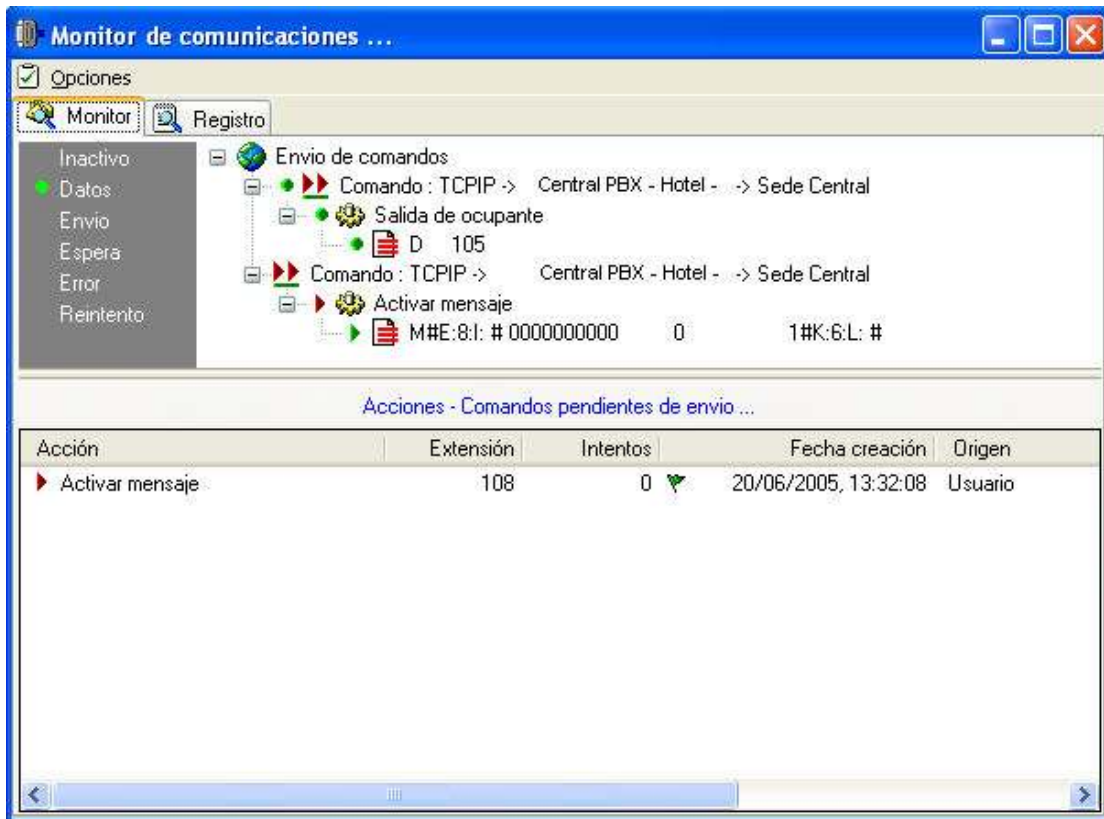 Monitor de comunicaciones ...
Opciones
Monitor Registro
Inactivo
Datos
Envío
Espera
Error
Reintento
Envio de comandos
Comando : TCPIP -> Central PBX - Hotel - -> Sede Central
Salida de ocupante
D 105
Comando : TCPIP -> Central PBX - Hotel - -> Sede Central
Activar mensaje
M#E:8:I: # 0000000000 0 1#K:6:L: #
Acciones - Comandos pendientes de envio ...
Acción Extensión Intentos Fecha creación Origen
Activar mensaje 108 0 20/06/2005, 13:32:08 Usuario